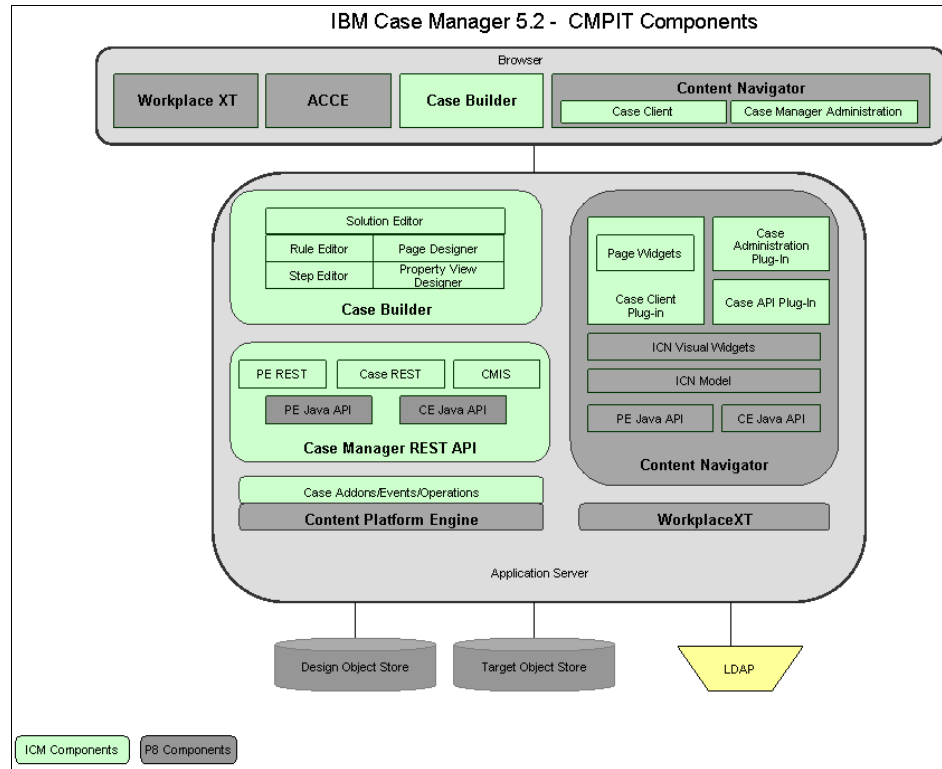 IBM Case Manager 5.2 - CMPIT Components
Browser
Workplace XT
ACCE
Case Builder
Content Navigator
Case Client
Case Manager Administration
Solution Editor
Rule Editor
Page Designer
Step Editor
Property View
Designer
Case Builder
Page Widgets
Case Client
Plug-in
Case
Administration
Plug-In
Case API Plug-In
ICN Visual Widgets
ICN Model
PE Java API
CE Java API
Content Navigator
PE REST
Case REST
CMIS
PE Java API
CE Java API
Case Manager REST API
Case Addons/Events/Operations
Content Platform Engine
WorkplaceXT
Application Server
Design Object Store
Target Object Store
LDAP
ICM Components
P8 Components